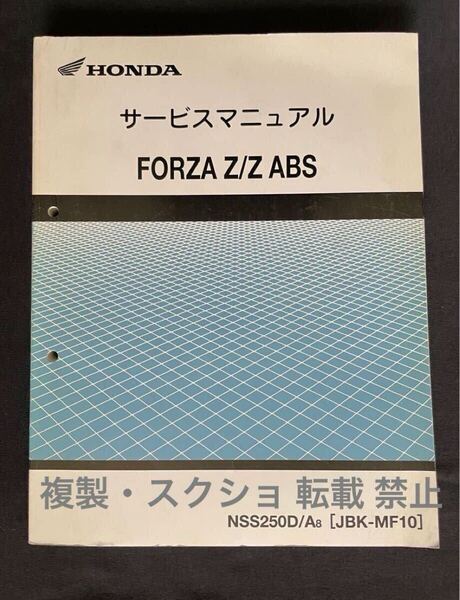 HONDA
サービスマニュアル
FORZA Z/Z ABS
複製・スクショ 転載 禁止
NSS250D/A8 [JBK-MF10]